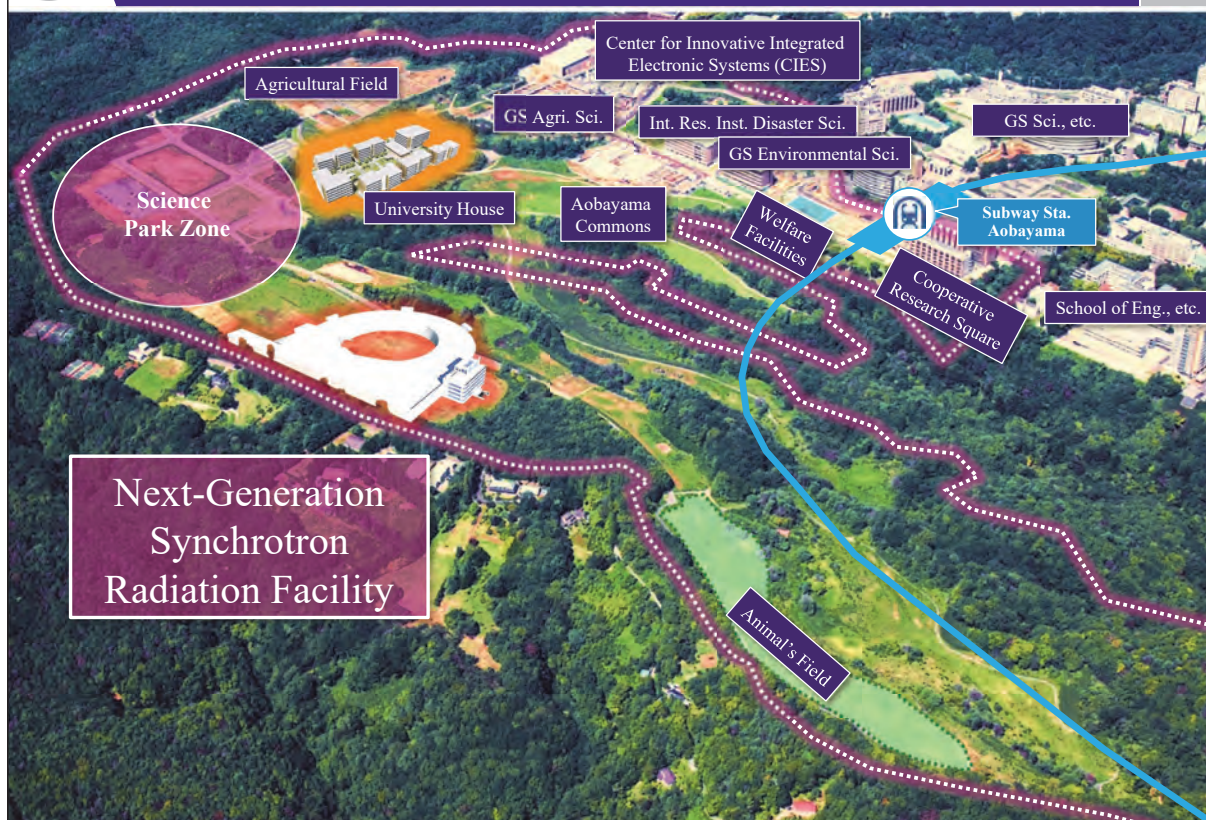 Center for Innovative Integrated
Electronic Systems (CIES)
Agricultural Field
GS Agri. Sci.
Int. Res. Inst. Disaster Sci.
GS Sci., etc.
GS Environmental Sci.
Science
Park Zone
University House
Aobayama
Commons
Welfare
Facilities
Subway Sta.
Aobayama
Cooperative
Research Square
School of Eng., etc.
Next-Generation
Synchrotron
Radiation Facility
Animal's Field